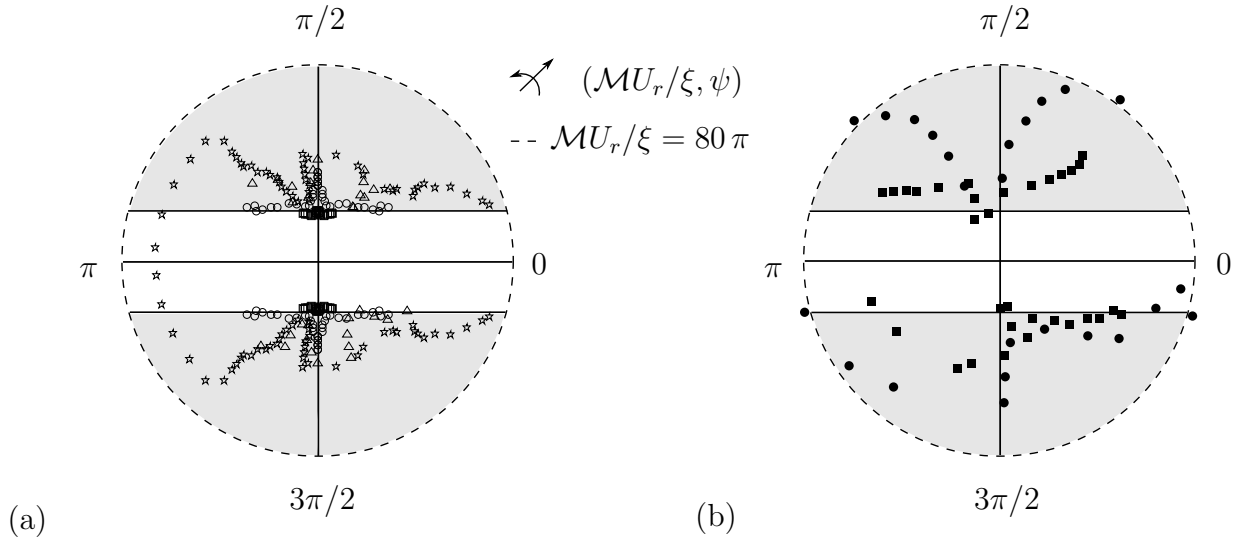 π/2
π
0
3π/2
(a)
(ℳU_r/ξ, ψ)
-- ℳU_r/ξ = 80 π
π/2
π
0
3π/2
(b)